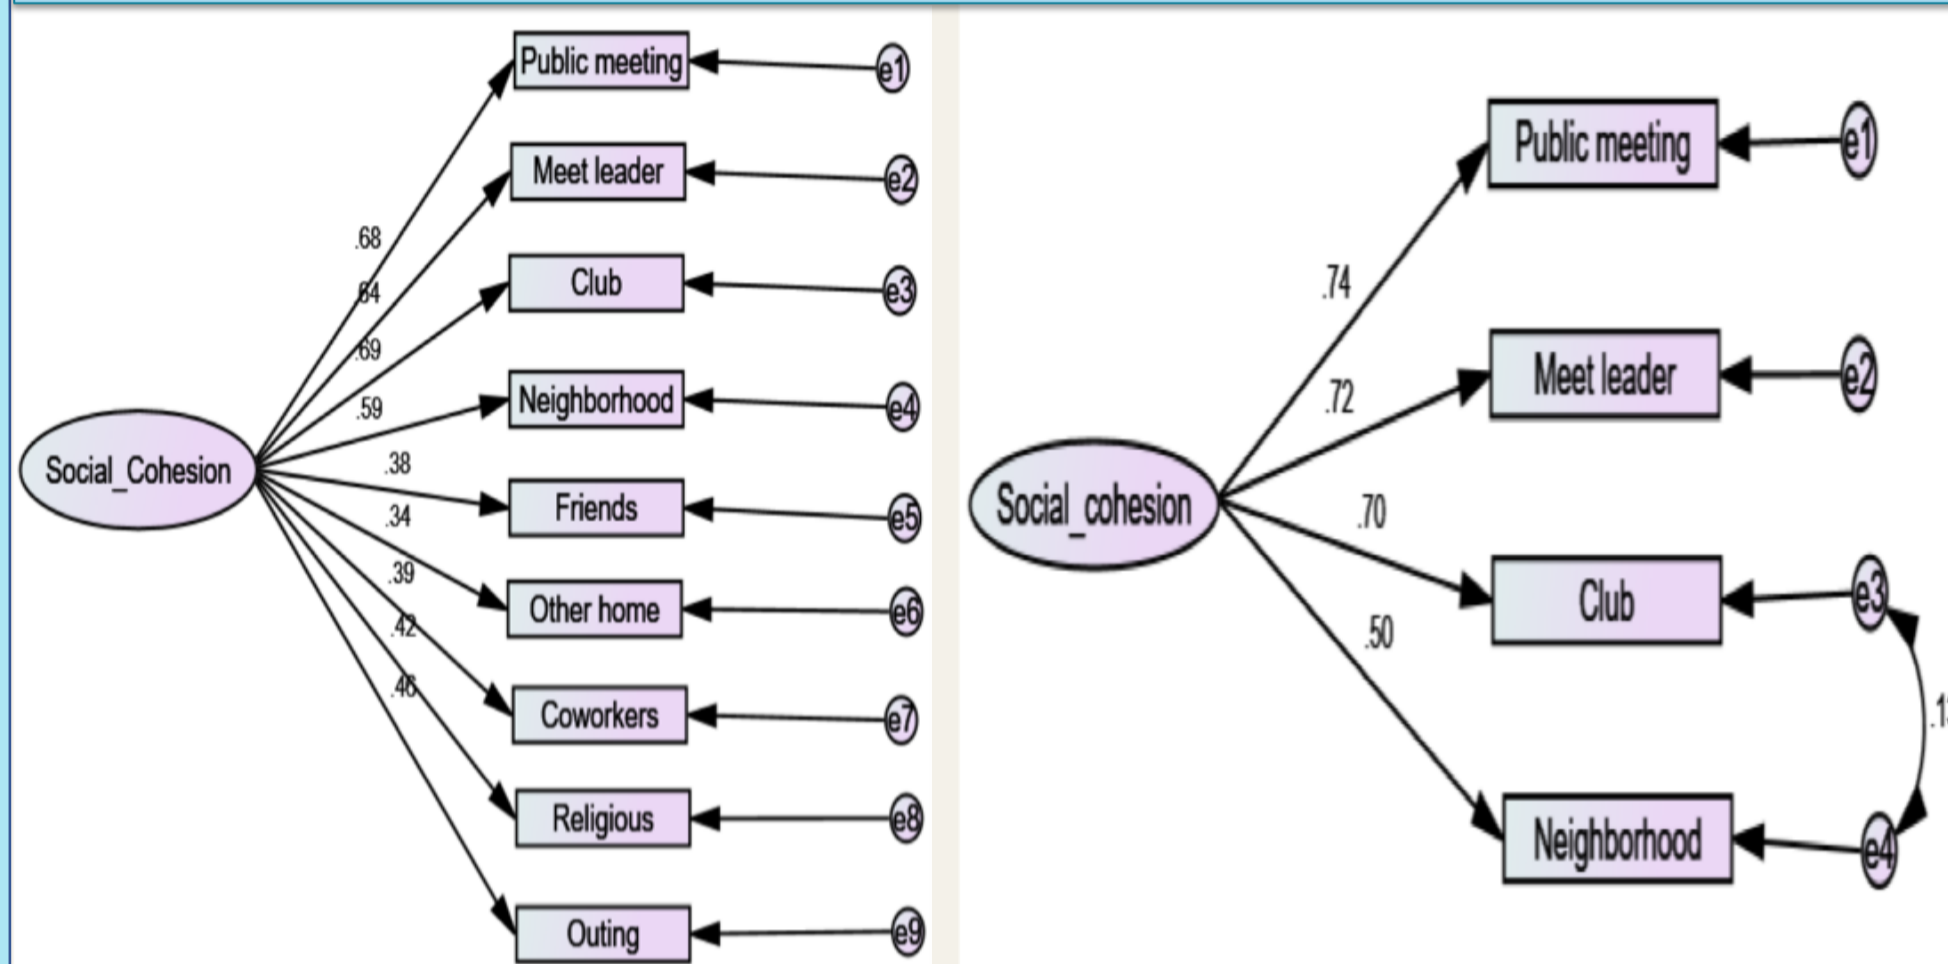 Public meeting
e1
Meet leader
e2
Club
e3
Neighborhood
e4
Friends
e5
Other home
e6
Coworkers
e7
Religious
e8
Outing
e9
Social_Cohesion
.68
.64
.69
.59
.38
.34
.39
.42
.46
Public meeting
e1
Meet leader
e2
Club
e3
Neighborhood
e4
Social_cohesion
.74
.72
.70
.50